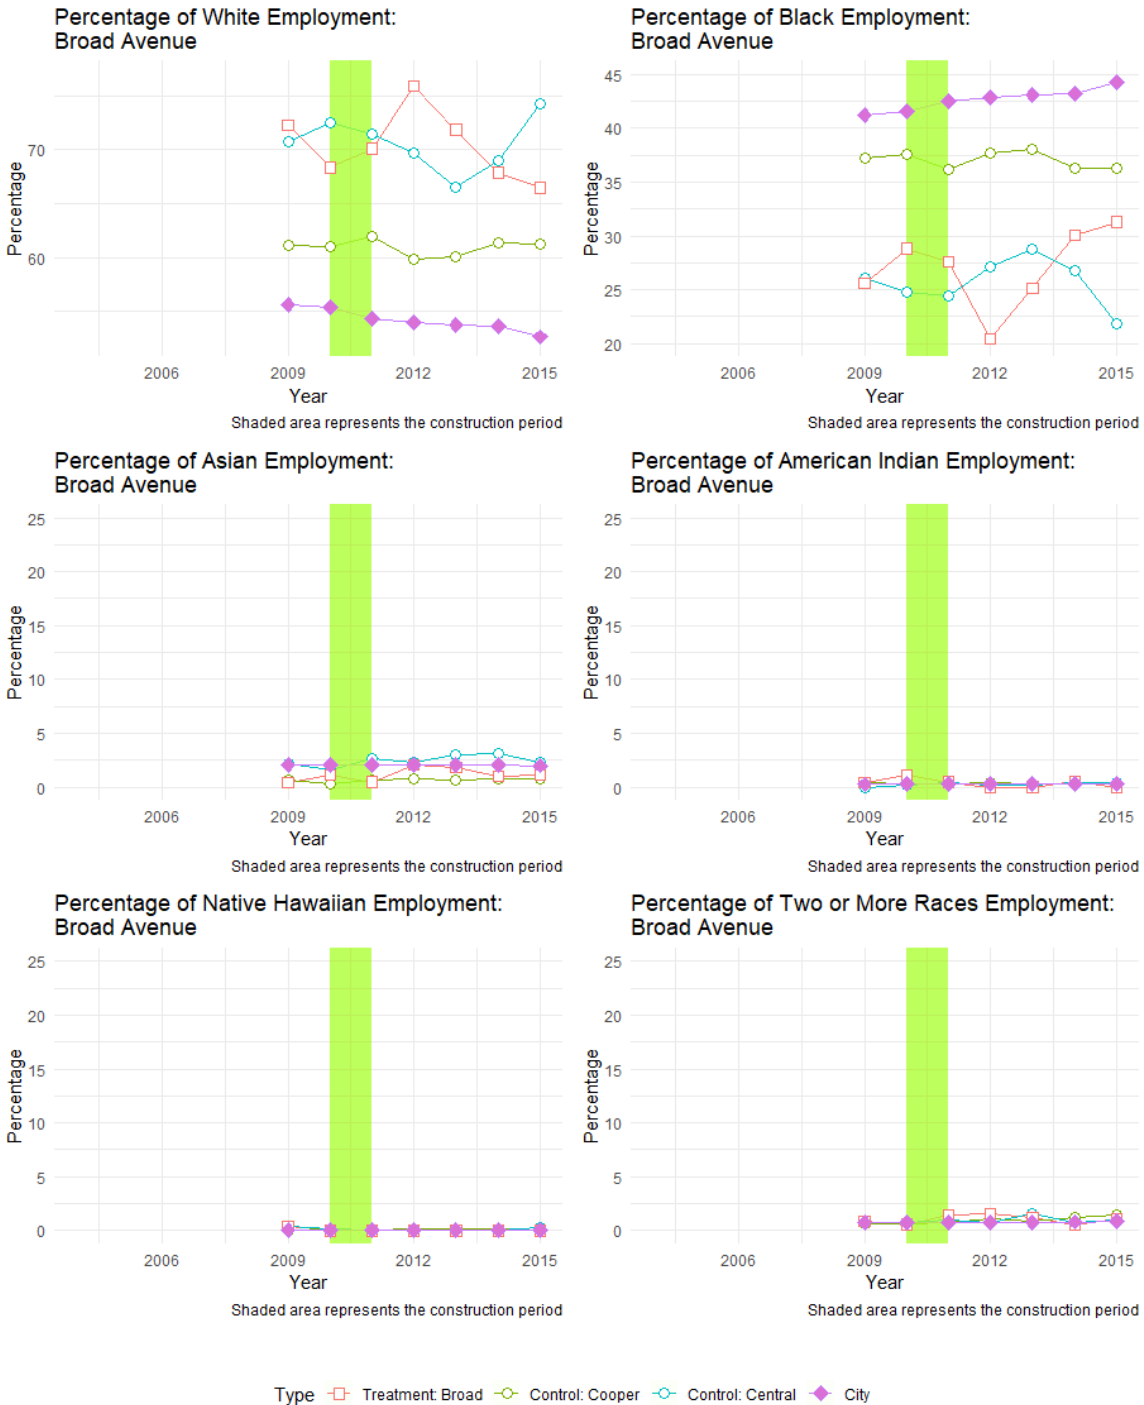 Percentage of White Employment:
Broad Avenue
Percentage
70
60
2006 2009 2012 2015
Year
Shaded area represents the construction period
Percentage of Black Employment:
Broad Avenue
Percentage
45
40
35
30
25
20
2006 2009 2012 2015
Year
Shaded area represents the construction period
Percentage of Asian Employment:
Broad Avenue
Percentage
25
20
15
10
5
0
2006 2009 2012 2015
Year
Shaded area represents the construction period
Percentage of American Indian Employment:
Broad Avenue
Percentage
25
20
15
10
5
0
2006 2009 2012 2015
Year
Shaded area represents the construction period
Percentage of Native Hawaiian Employment:
Broad Avenue
Percentage
25
20
15
10
5
0
2006 2009 2012 2015
Year
Shaded area represents the construction period
Percentage of Two or More Races Employment:
Broad Avenue
Percentage
25
20
15
10
5
0
2006 2009 2012 2015
Year
Shaded area represents the construction period
Type Treatment: Broad Control: Cooper Control: Central City